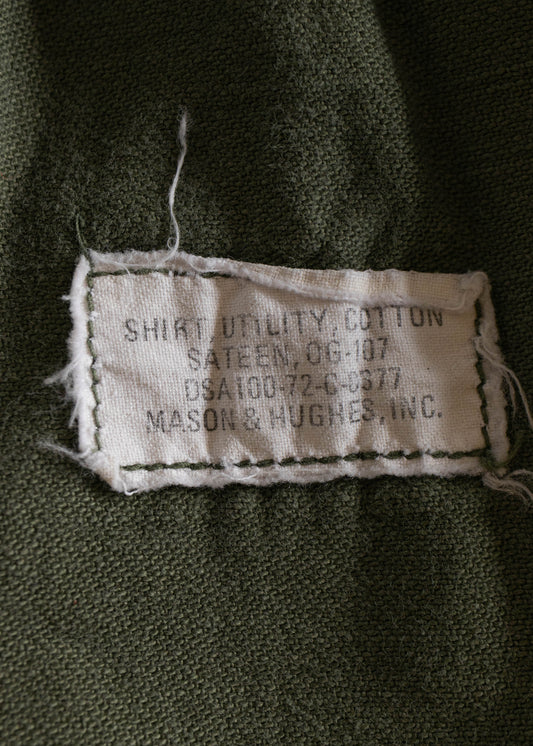 SHIRT UTILITY, COTTON
SATEEN, OG-107
DSA100-72-C-0377
MASON & HUGHES, INC.